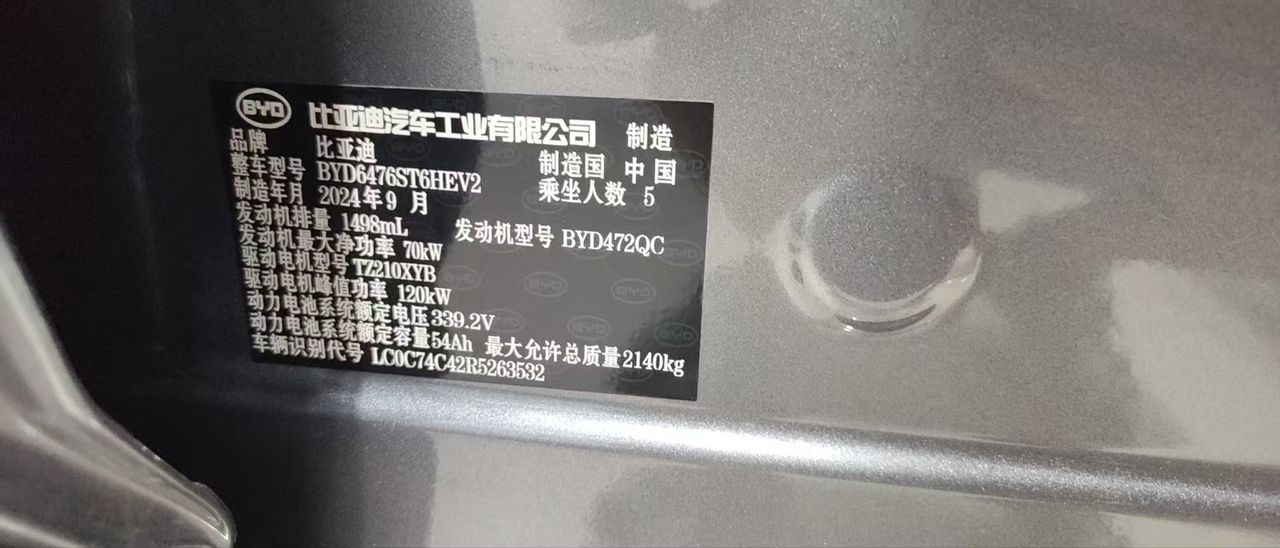 BYD 比亚迪汽车工业有限公司 制造
品牌 比亚迪 制造国 中国
整车型号 BYD6476ST6HEV2 乘坐人数 5
制造年月 2024年9月
发动机排量 1498mL 发动机型号 BYD472QC
发动机最大净功率 70kW
驱动电机型号 TZ210XYB
驱动电机峰值功率 120kW
动力电池系统额定电压 339.2V
动力电池系统额定容量 54Ah 最大允许总质量 2140kg
车辆识别代号 LC0C74C42R5263532